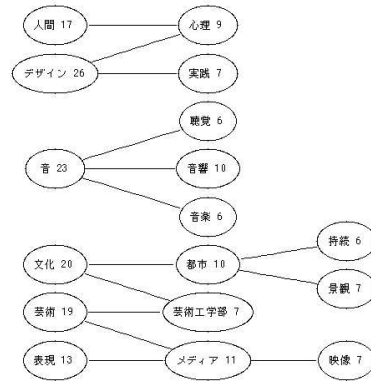 人間 17
心理 9
デザイン 26
実践 7
聴覚 6
音 23
音響 10
音楽 6
持続 6
文化 20
都市 10
景観 7
芸術 19
芸術工学部 7
表現 13
メディア 11
映像 7